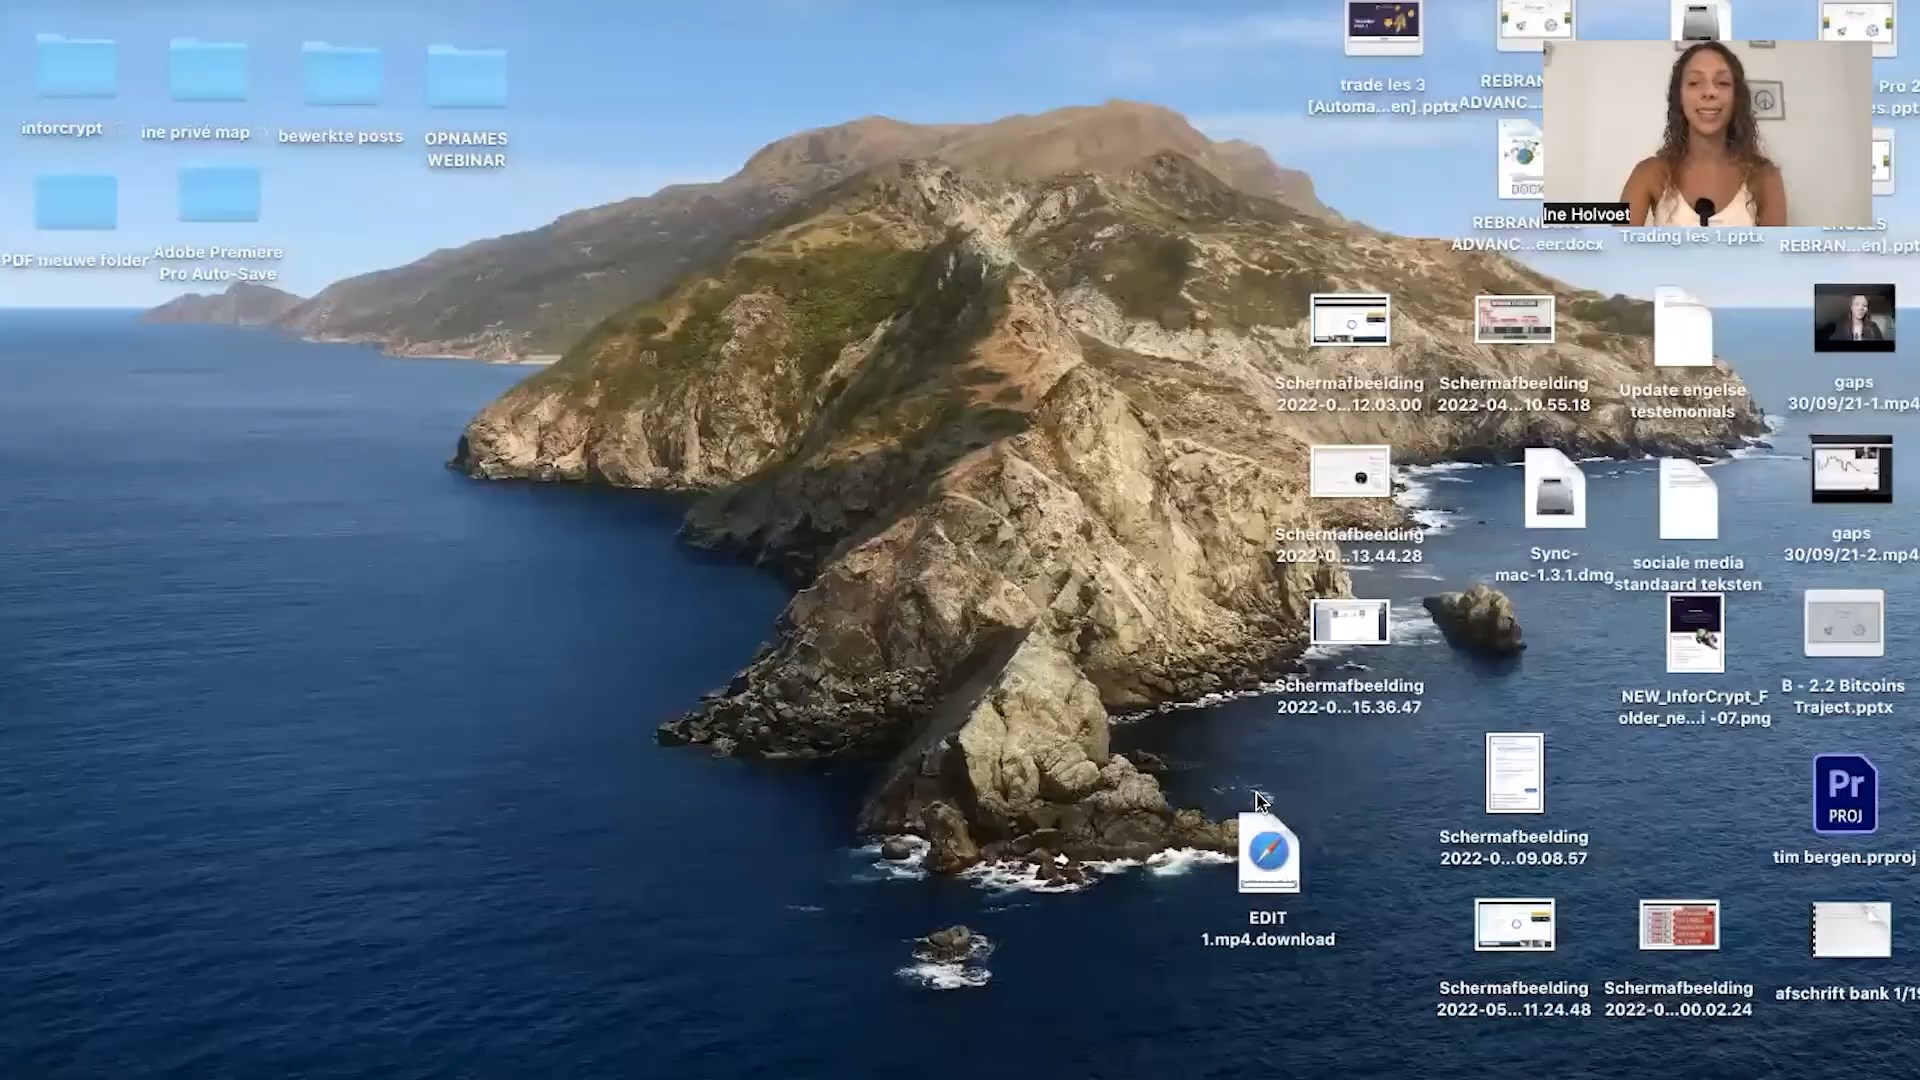 inforcrypt
ine privé map
bewerkte posts
OPNAMES
WEBINAR
PDF nieuwe folder
Adobe Premiere
Pro Auto-Save
trade les 3
[Automa...en].pptx
REBRAN
ADVANC...
Pro 2
es.ppt
DOCX
Ine Holvoet
REBRAN
ADVANC...eer.docx
Trading les 1.pptx
REBRAN...en].ppt
Schermafbeelding
2022-0...12.03.00
Schermafbeelding
2022-04...10.55.18
Update engelse
testemonials
gaps
30/09/21-1.mp4
Schermafbeelding
2022-0...13.44.28
Sync-
mac-1.3.1.dmg
sociale media
standaard teksten
gaps
30/09/21-2.mp4
Schermafbeelding
2022-0...15.36.47
NEW_InforCrypt_F
older_ne...i -07.png
B - 2.2 Bitcoins
Traject.pptx
Schermafbeelding
2022-0...09.08.57
Pr
PROJ
tim bergen.prproj
EDIT
1.mp4.download
Schermafbeelding
2022-05...11.24.48
Schermafbeelding
2022-0...00.02.24
afschrift bank 1/1